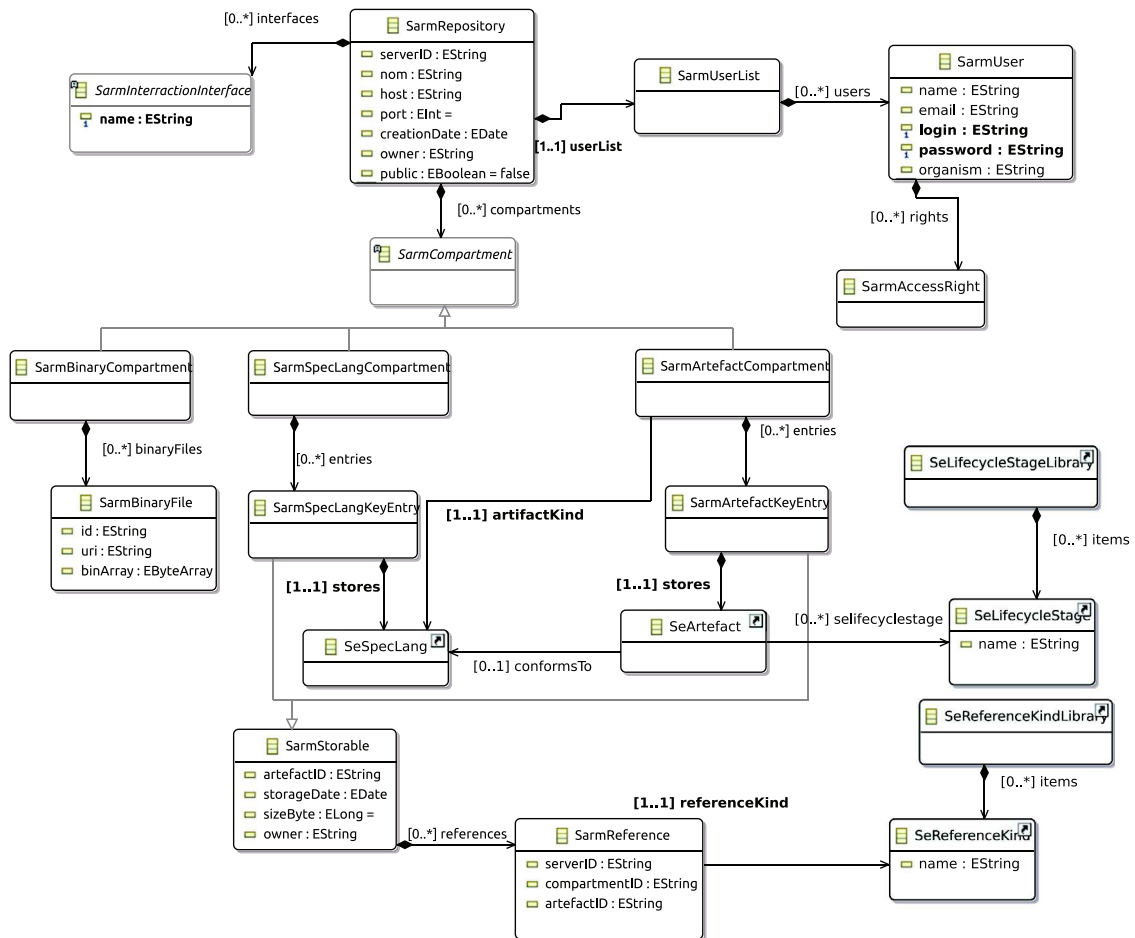 [0..*] interfaces
SarmRepository
serverID : EString
nom : EString
host : EString
port : EInt =
creationDate : EDate
owner : EString
public : EBoolean = false
SarmInterractionInterface
name : EString
SarmUserList
[1..1] userList
[0..*] users
SarmUser
name : EString
email : EString
login : EString
password : EString
organism : EString
[0..*] compartments
[0..*] rights
SarmCompartment
SarmAccessRight
SarmBinaryCompartment
SarmSpecLangCompartment
SarmArtefactCompartment
[0..*] binaryFiles
[0..*] entries
[0..*] entries
SarmBinaryFile
id : EString
uri : EString
binArray : EByteArray
SarmSpecLangKeyEntry
[1..1] artifactKind
SarmArtefactKeyEntry
SeLifecycleStageLibrary
[0..*] items
[1..1] stores
[1..1] stores
SeSpecLang
[0..1] conformsTo
SeArtefact
[0..*] selifecyclestage
SeLifecycleStage
name : EString
SeReferenceKindLibrary
[0..*] items
SarmStorable
artefactID : EString
storageDate : EDate
sizeByte : ELong =
owner : EString
[0..*] references
[1..1] referenceKind
SarmReference
serverID : EString
compartmentID : EString
artefactID : EString
SeReferenceKind
name : EString